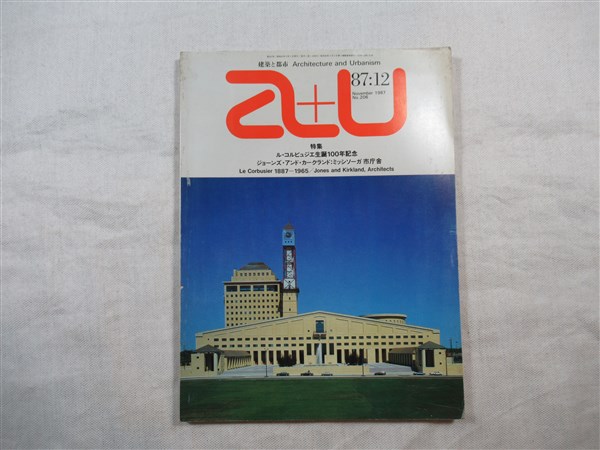 建築と都市 Architecture and Urbanism
a+u
87:12
November 1987
No.206
特集
ル・コルビュジエ生誕100年記念
ジョーンズ・アンド・カークランド:ミッシソーガ市庁舎
Le Corbusier 1887-1965/Jones and Kirkland, Architects